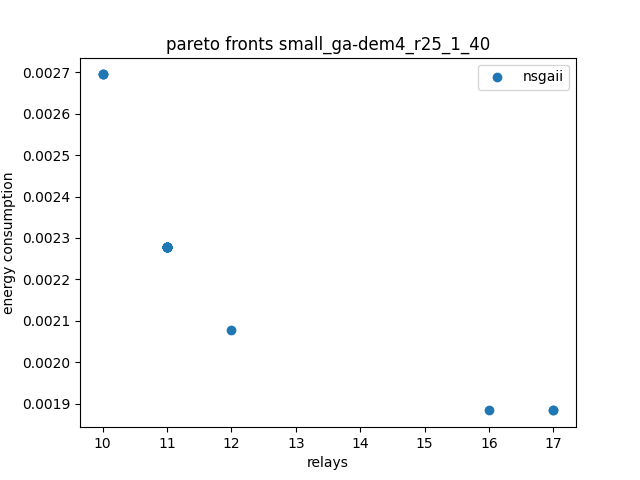 pareto fronts small_ga-dem4_r25_1_40
nsgaii
energy consumption
0.0027
0.0026
0.0025
0.0024
0.0023
0.0022
0.0021
0.0020
0.0019
10 11 12 13 14 15 16 17
relays